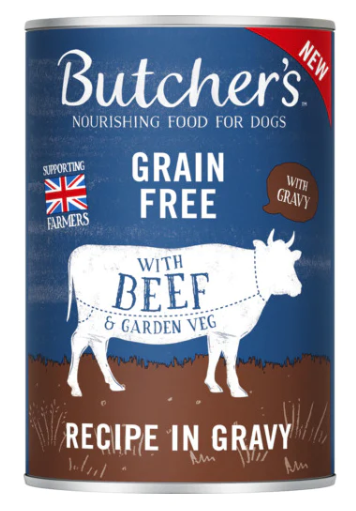 NEW
Butcher's™
NOURISHING FOOD FOR DOGS
GRAIN
FREE
SUPPORTING
FARMERS
WITH
GRAVY
WITH
BEEF
& GARDEN VEG
RECIPE IN GRAVY